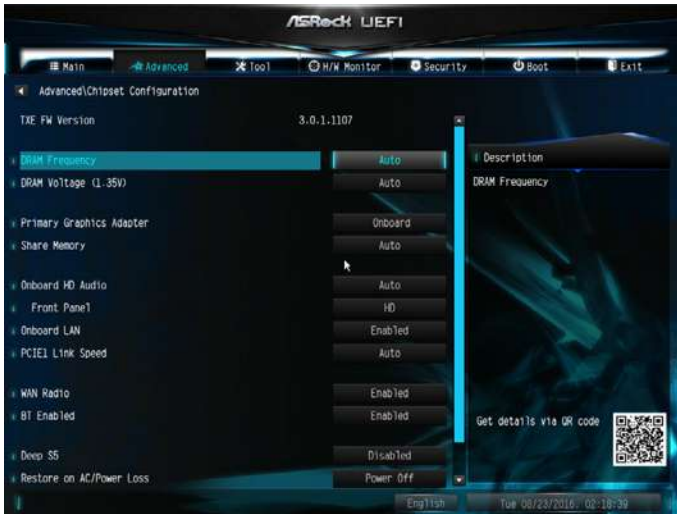 ASRock UEFI
Main Advanced Tool H/W Monitor Security Boot Exit
Advanced\Chipset Configuration
TXE FW Version 3.0.1.1107
DRAM Frequency Auto
DRAM Voltage (1.35V) Auto
Primary Graphics Adapter Onboard
Share Memory Auto
Onboard HD Audio Auto
Front Panel HD
Onboard LAN Enabled
PCIE1 Link Speed Auto
WAN Radio Enabled
BT Enabled Enabled
Deep S5 Disabled
Restore on AC/Power Loss Power Off
Description
DRAM Frequency
Get details via QR code
English Tue 08/23/2016. 02:18:39